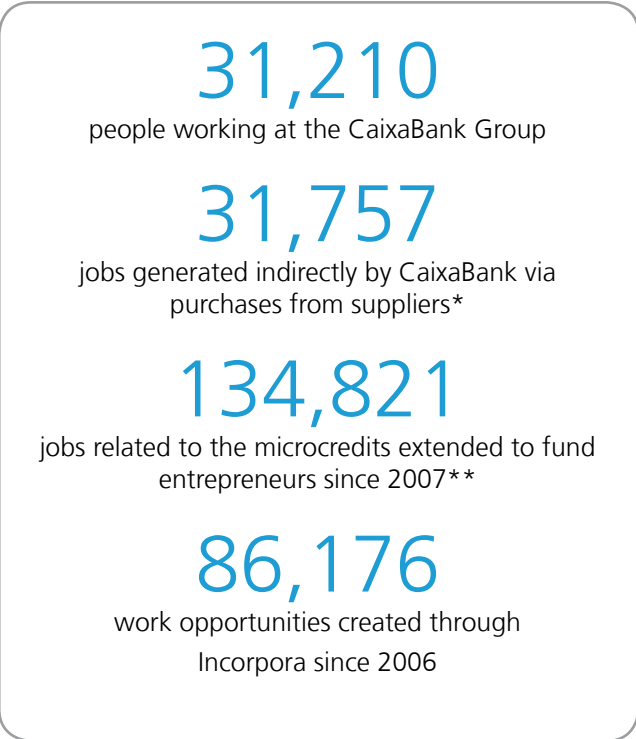 31,210
people working at the CaixaBank Group
31,757
jobs generated indirectly by CaixaBank via
purchases from suppliers*
134,821
jobs related to the microcredits extended to fund
entrepreneurs since 2007**
86,176
work opportunities created through
Incorpora since 2006